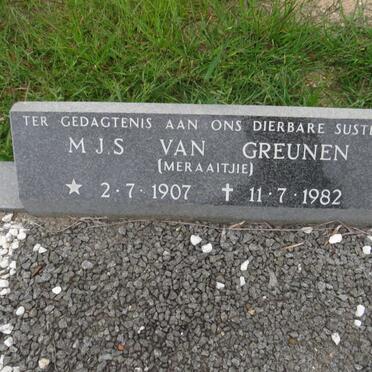 TER GEDAGTENIS AAN ONS DIERBARE SUSTE
M J.S VAN GREUNEN
(MERAAITJIE)
★ 2·7·1907 ✝ 11·7·1982